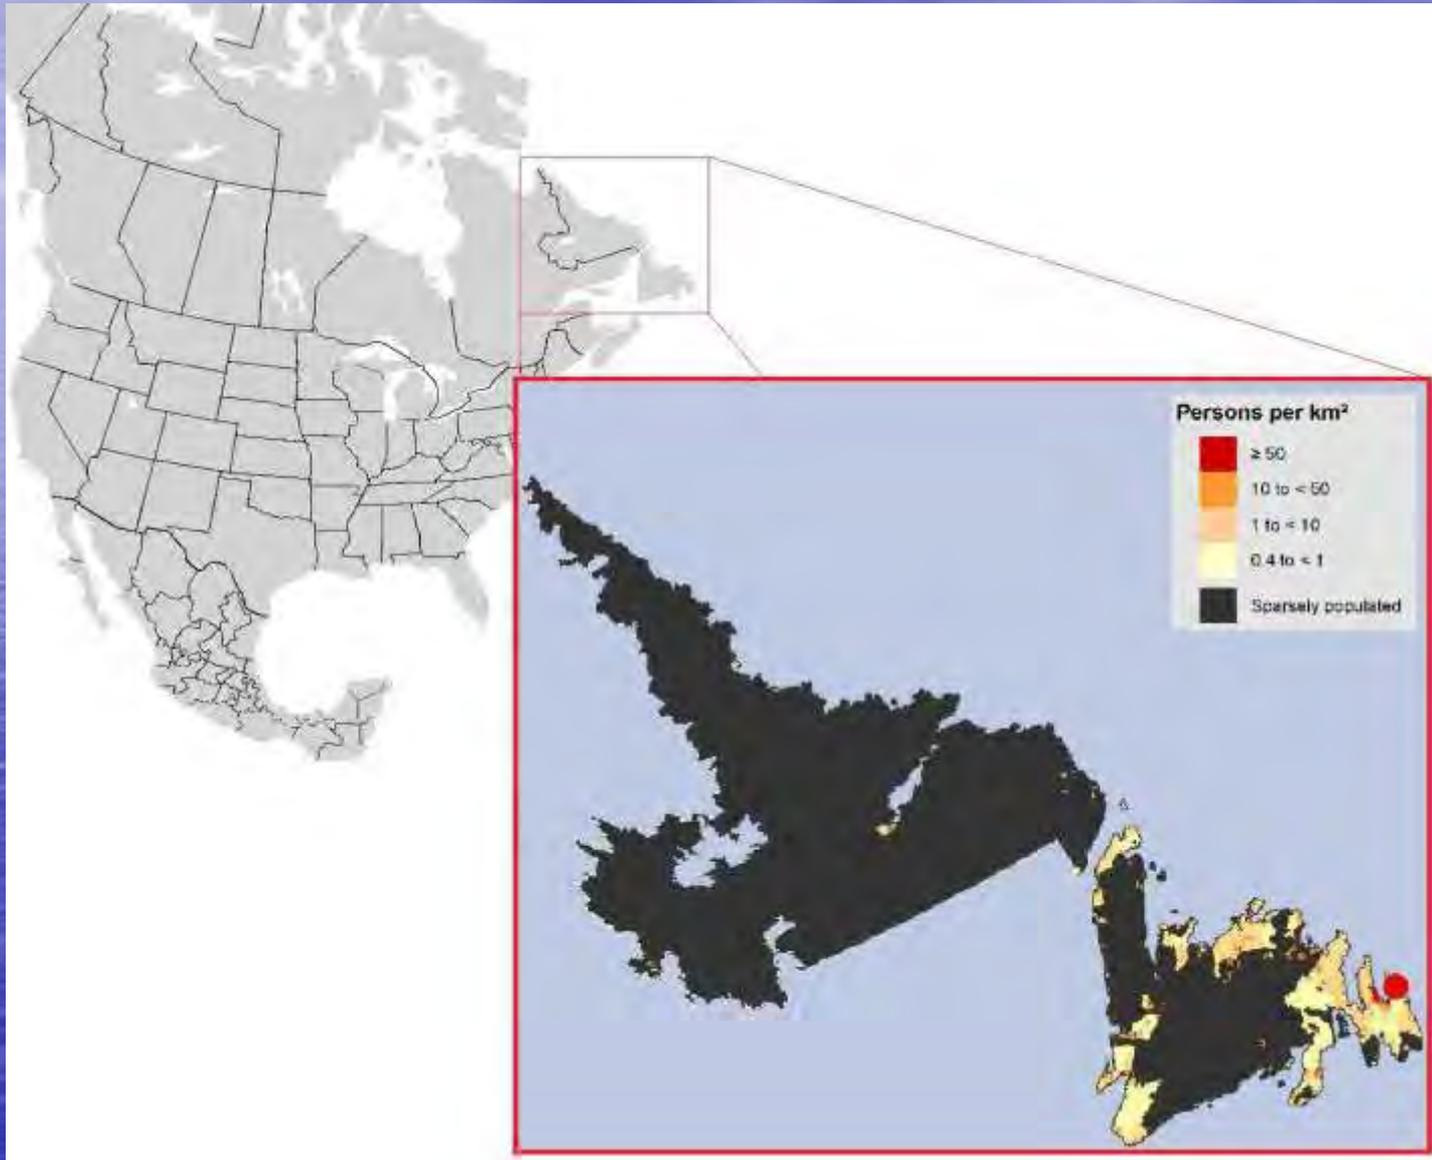 Persons per km²
≥ 50
10 to < 50
1 to < 10
0.4 to < 1
Sparsely populated